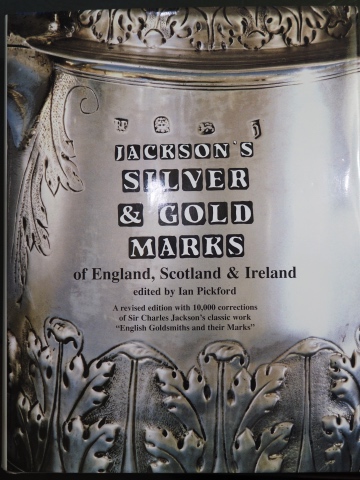 JACKSON'S
SILVER
& GOLD
MARKS
of England, Scotland & Ireland
edited by Ian Pickford
A revised edition with 10,000 corrections
of Sir Charles Jackson's classic work
"English Goldsmiths and their Marks"